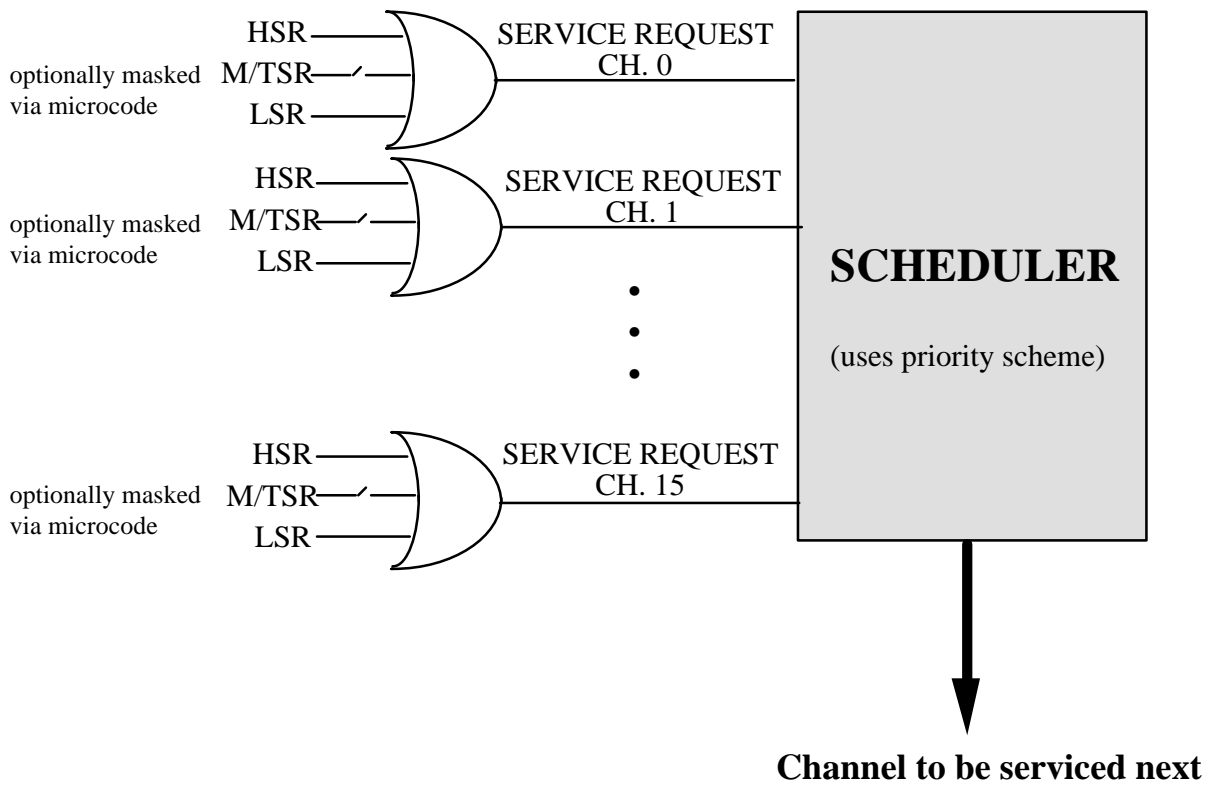 HSR
optionally masked
via microcode
M/TSR
LSR
SERVICE REQUEST
CH. 0
HSR
optionally masked
via microcode
M/TSR
LSR
SERVICE REQUEST
CH. 1
SCHEDULER
(uses priority scheme)
HSR
optionally masked
via microcode
M/TSR
LSR
SERVICE REQUEST
CH. 15
Channel to be serviced next